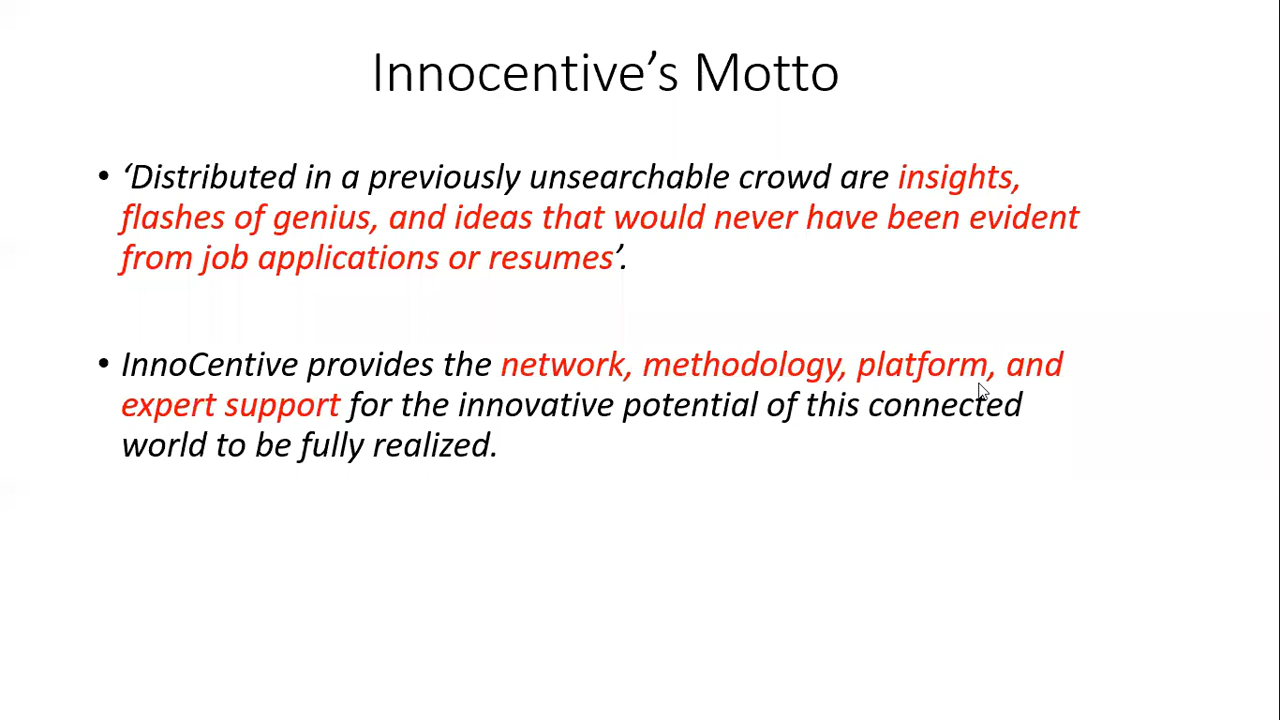 Innocentive’s Motto
• ‘Distributed in a previously unsearchable crowd are insights,
flashes of genius, and ideas that would never have been evident
from job applications or resumes’.
• InnoCentive provides the network, methodology, platform, and
expert support for the innovative potential of this connected
world to be fully realized.